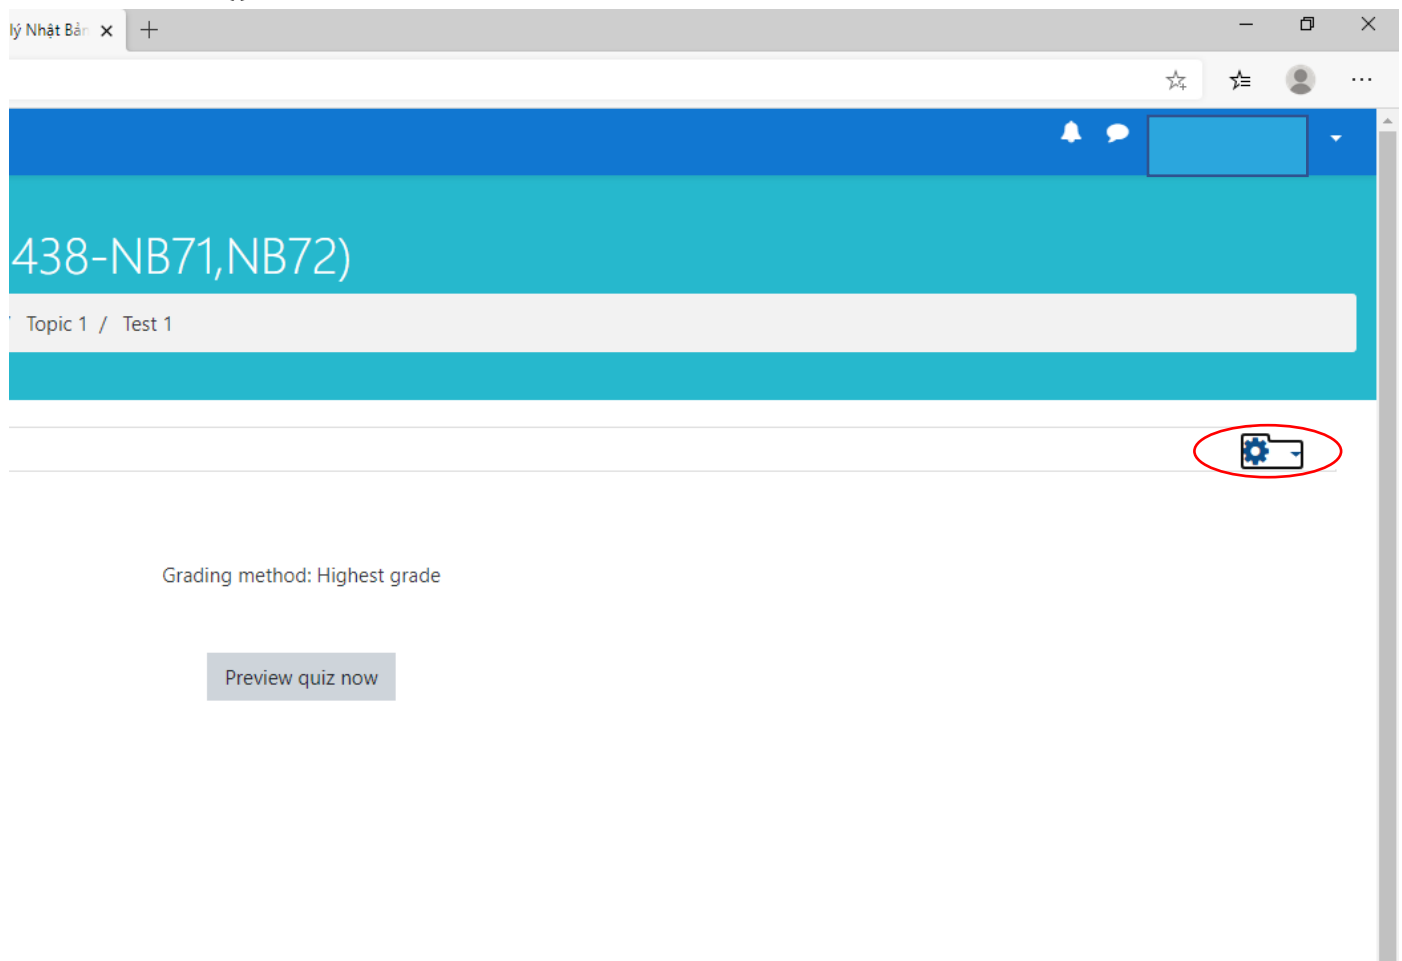 lý Nhật Bản
438-NB71,NB72)
/ Topic 1 / Test 1
Grading method: Highest grade
Preview quiz now